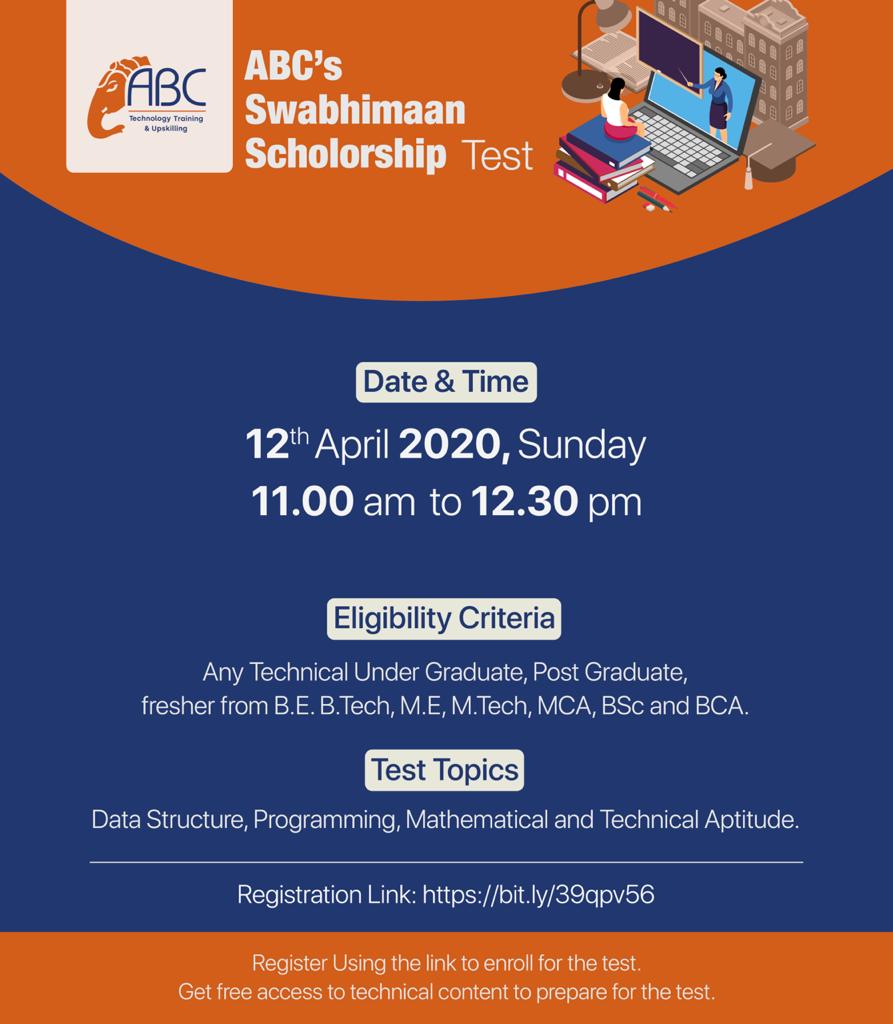 ABC
Technology Training
& Upskilling
ABC's
Swabhimaan
Scholorship Test
Date & Time
12th April 2020, Sunday
11.00 am to 12.30 pm
Eligibility Criteria
Any Technical Under Graduate, Post Graduate,
fresher from B.E. B.Tech, M.E, M.Tech, MCA, BSc and BCA.
Test Topics
Data Structure, Programming, Mathematical and Technical Aptitude.
Registration Link: https://bit.ly/39qpv56
Register Using the link to enroll for the test.
Get free access to technical content to prepare for the test.